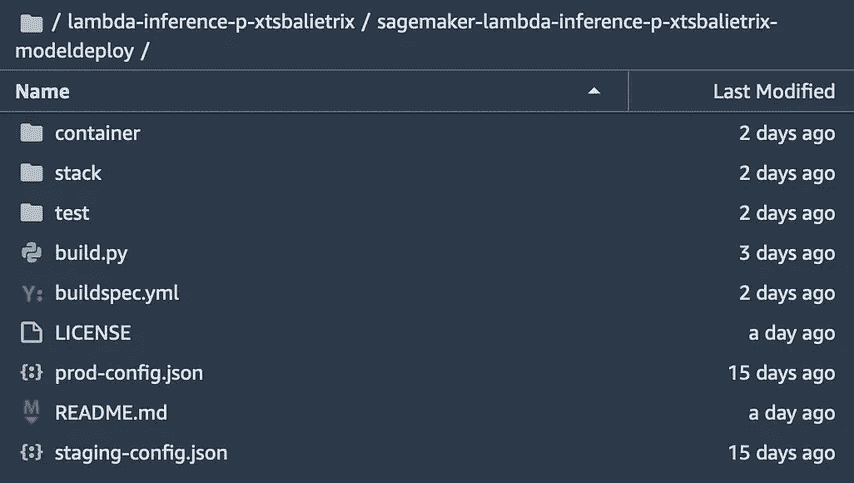 / lambda-inference-p-xtsbalietrix / sagemaker-lambda-inference-p-xtsbalietrix-
modeldeploy /
Name Last Modified
container 2 days ago
stack 2 days ago
test 2 days ago
build.py 3 days ago
Y: buildspec.yml 2 days ago
LICENSE a day ago
{:} prod-config.json 15 days ago
M README.md a day ago
{:} staging-config.json 15 days ago